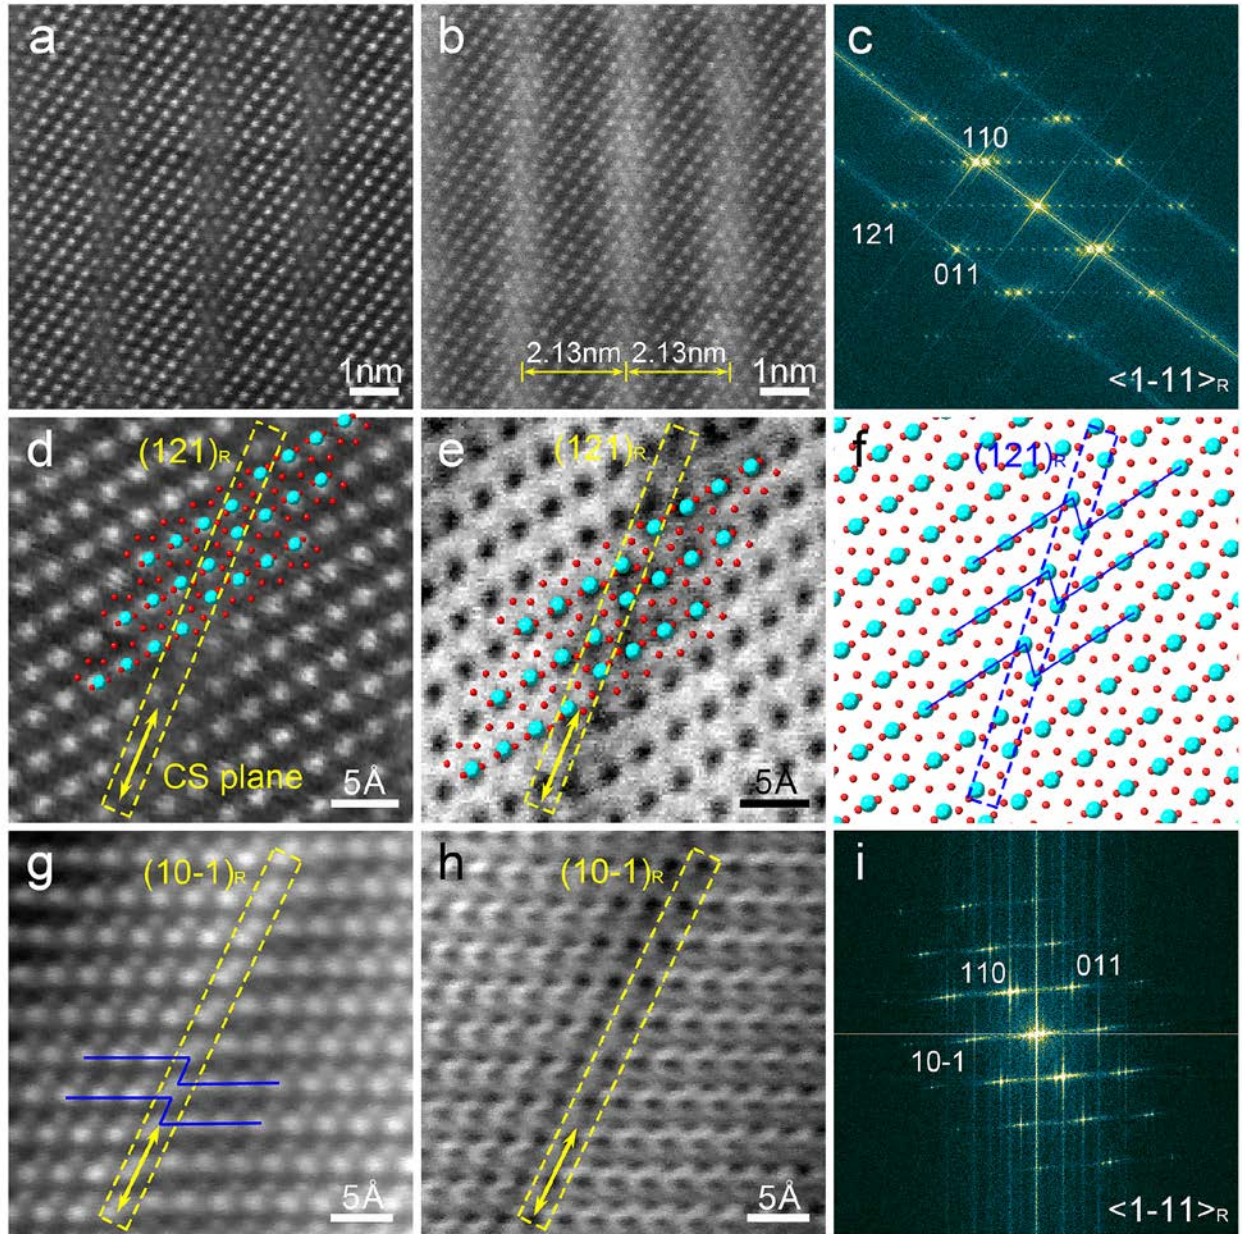 a
1nm
b
2.13nm 2.13nm
1nm
c
110
121
011
<1-11>R
d
(121)R
CS plane
5Å
e
(121)R
5Å
f
(121)R
g
(10-1)R
5Å
h
(10-1)R
5Å
i
110
011
10-1
<1-11>R